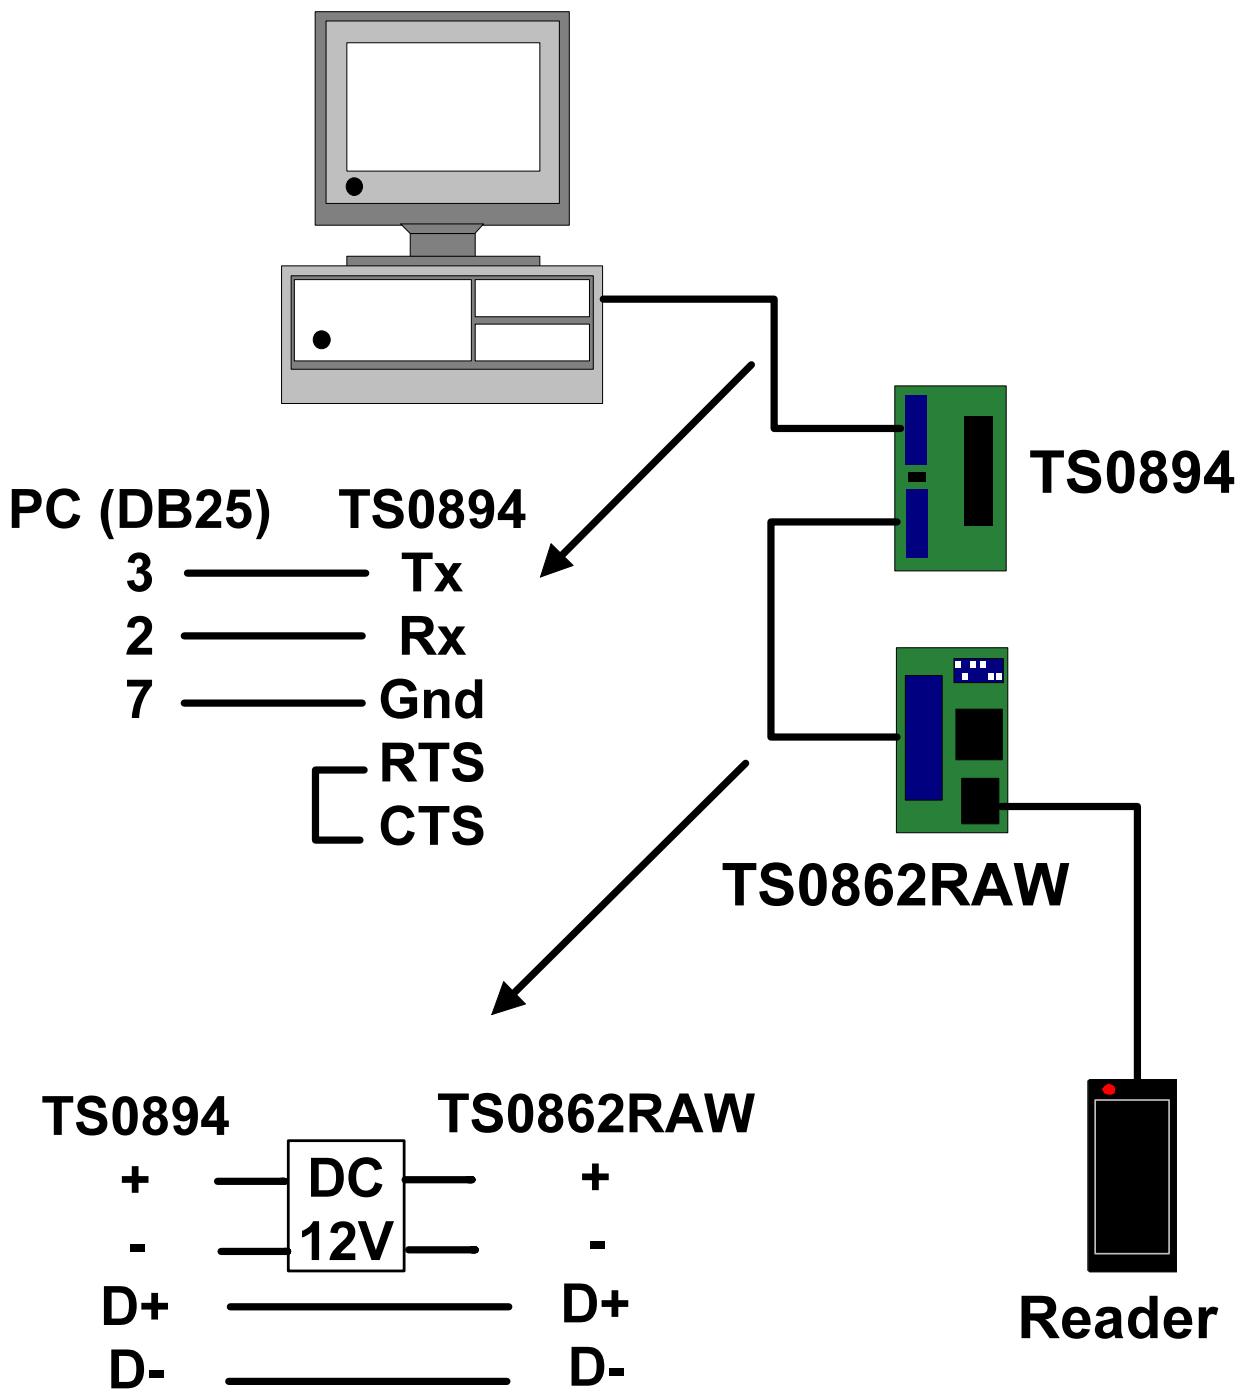 TS0894
PC (DB25) TS0894
3 Tx
2 Rx
7 Gnd
RTS
CTS
TS0862RAW
TS0894 TS0862RAW
+ DC +
- 12V -
D+ D+
D- D-
Reader